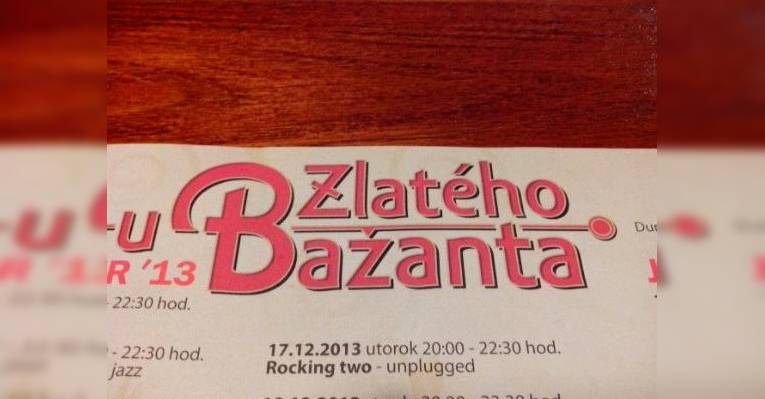 -u
Zlatého
Bažanta
R '13
- 22:30 hod.
- 22:30 hod.
jazz
17.12.2013 utorok 20:00 - 22:30 hod.
Rocking two - unplugged